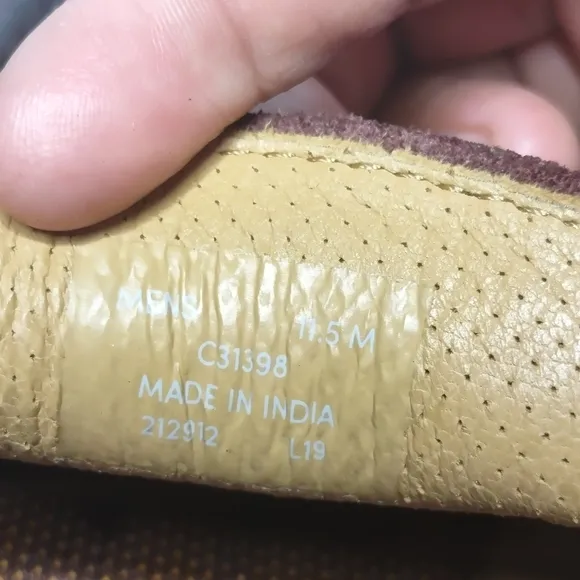 MENS 11.5 M
C31398
MADE IN INDIA
212912 L19